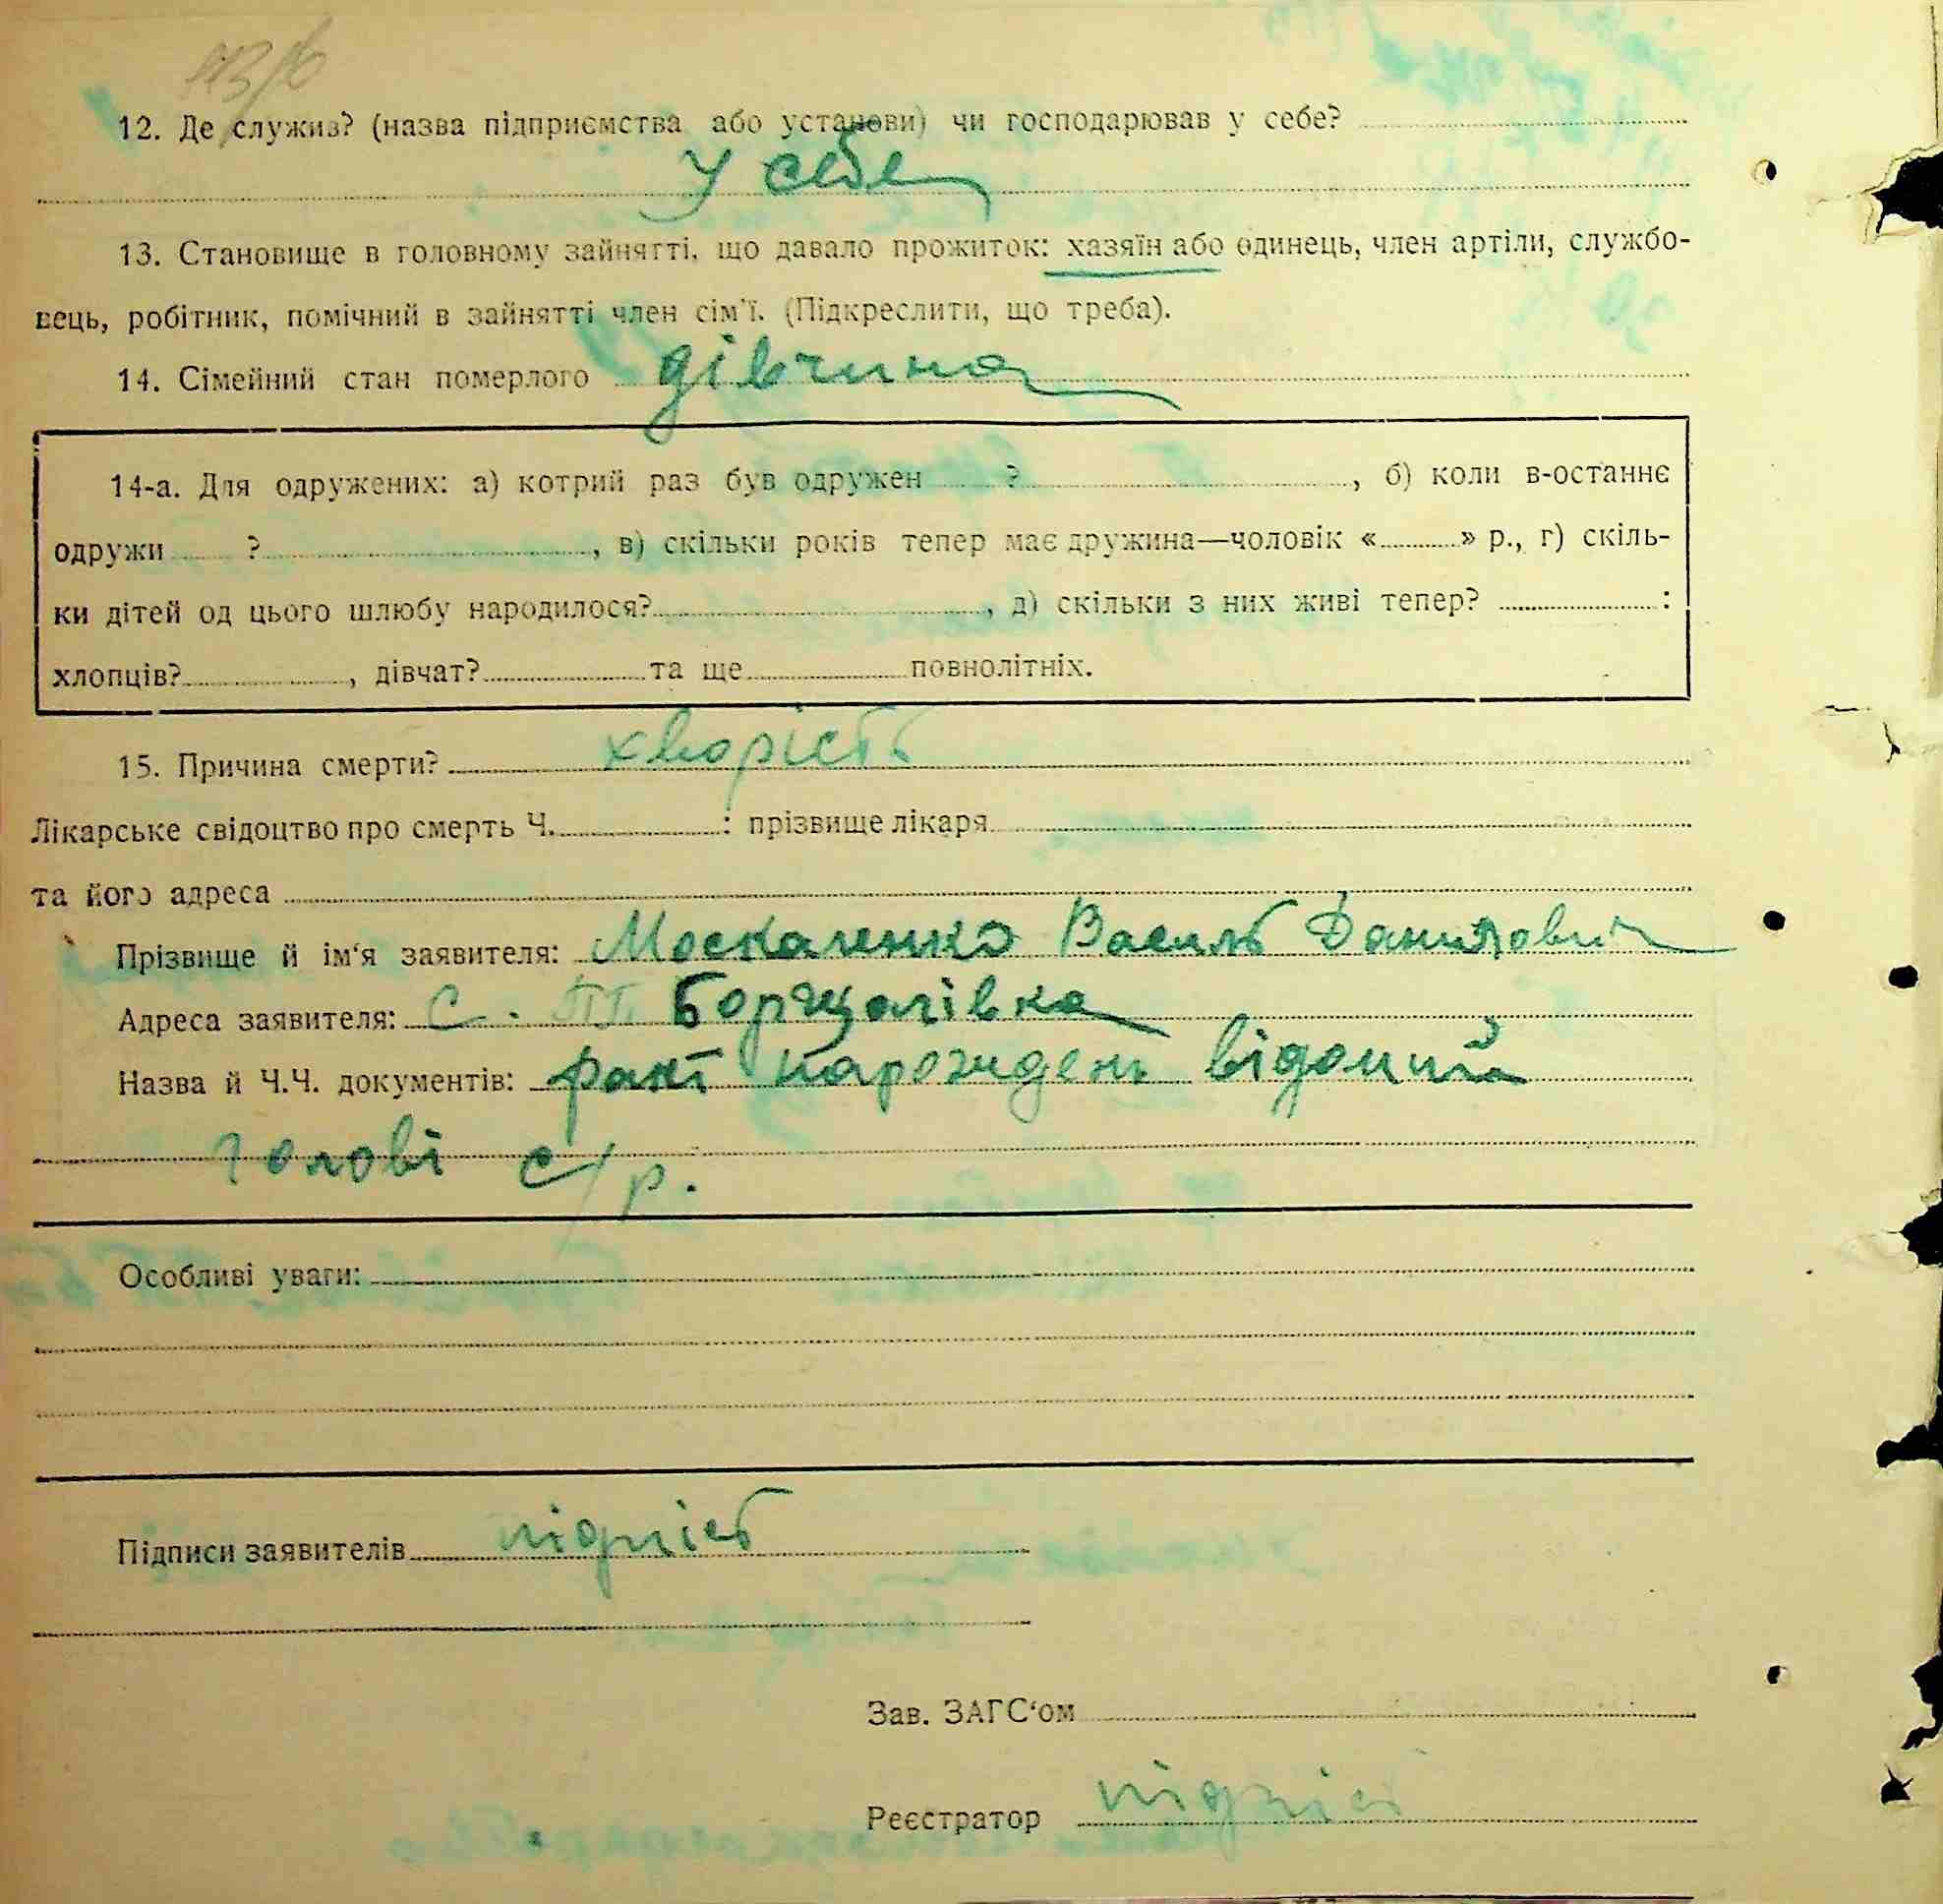 12. Де служив? (назва підприємства або установи) чи господарював у себе?
У себе
13. Становище в головному зайнятті, що давало прожиток: хазяїн або одинець, член артіли, службо-
вець, робітник, помічний в зайнятті член сім'ї. (Підкреслити, що треба).
14. Сімейний стан померлого дівчина
14-а. Для одружених: а) котрий раз був одружен ? , б) коли в-останнє
одружи ? , в) скільки років тепер має дружина—чоловік « » р., г) скіль-
ки дітей од цього шлюбу народилося? , д) скільки з них живі тепер? :
хлопців? , дівчат? та ще повнолітніх.
15. Причина смерти? хворість
Лікарське свідоцтво про смерть Ч. : прізвище лікаря
та його адреса
Прізвище й ім'я заявителя: Москаленко Василь Данилович
Адреса заявителя: С. П. Борщолівка
Назва й Ч.Ч. документів: факт нарождень відомий
голові с/р.
Особливі уваги:
Підписи заявителів підпісь
Зав. ЗАГС'ом
Реєстратор підпісь